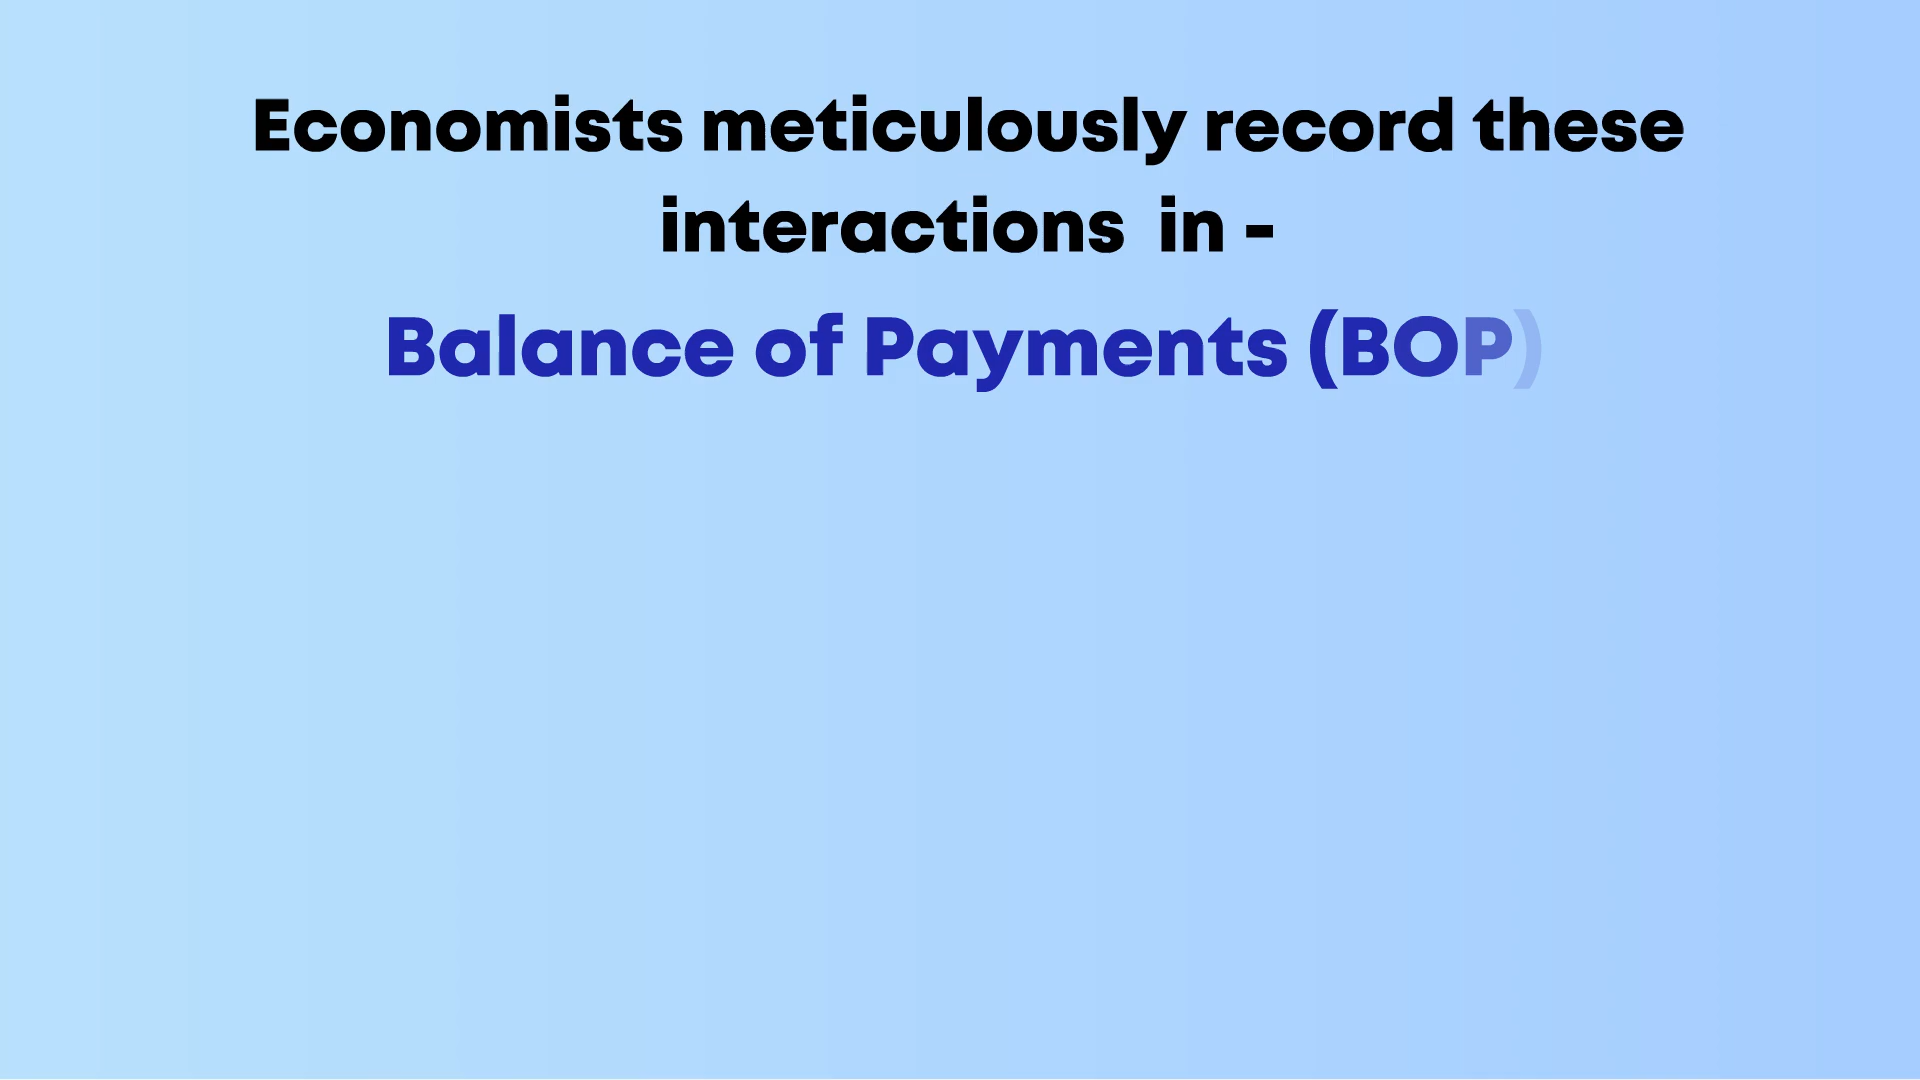 Economists meticulously record these
interactions  in -
Balance of Payments (BOP)